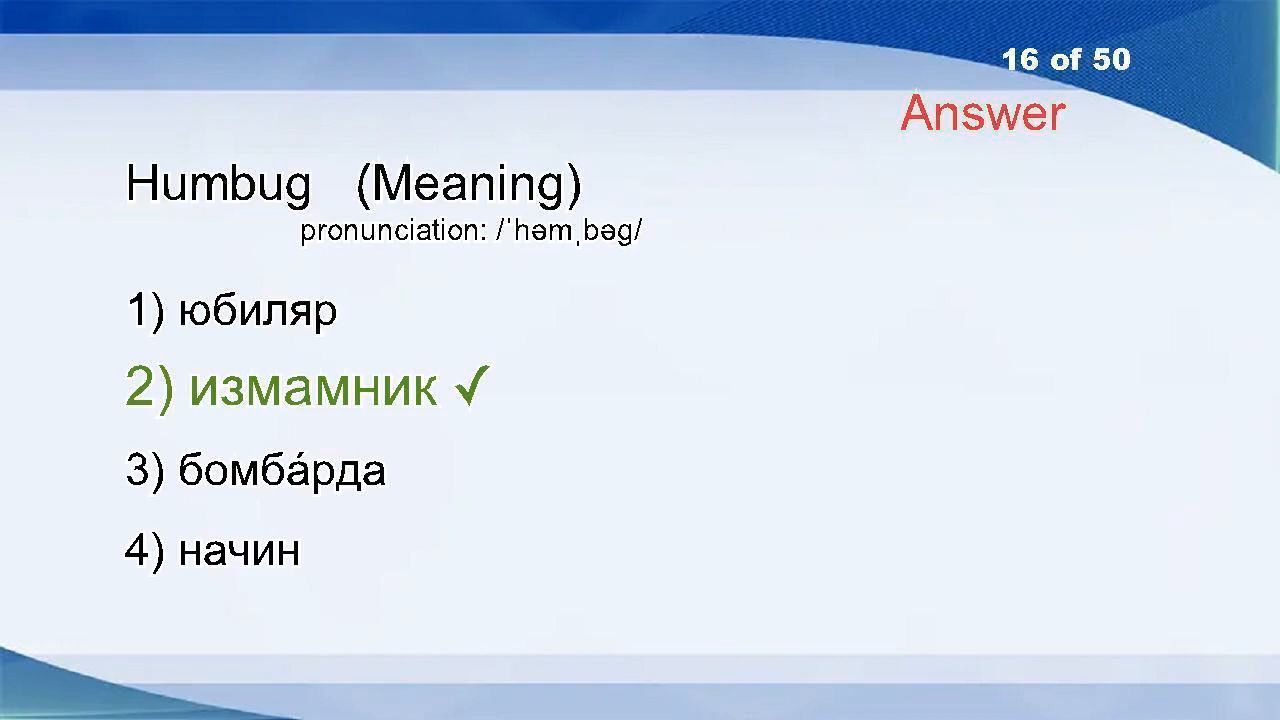 16 of 50
Answer
Humbug (Meaning)
pronunciation: /ˈhəmˌbəg/
1) юбиляр
2) измамник ✓
3) бомба́рда
4) начин